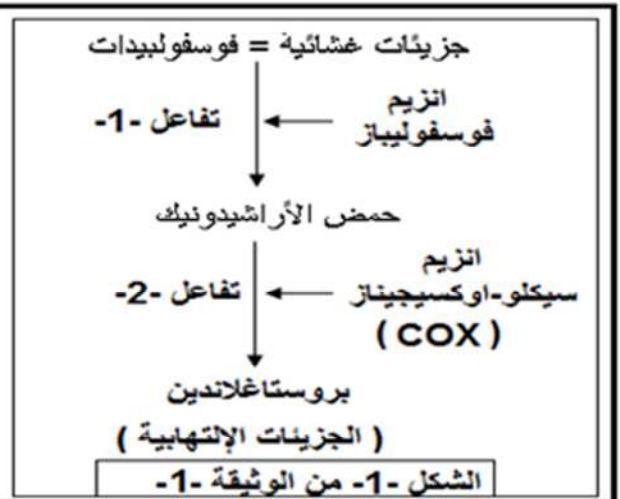 جزيئات غشائية = فوسفولبيدات
انزيم
فوسفوليباز
تفاعل -1-
حمض الأراشيدونيك
انزيم
سيكلو-اوكسيجيناز
(COX)
تفاعل -2-
بروستاغلاندين
(الجزيئات الإلتهابية)
الشكل -1- من الوثيقة -1-